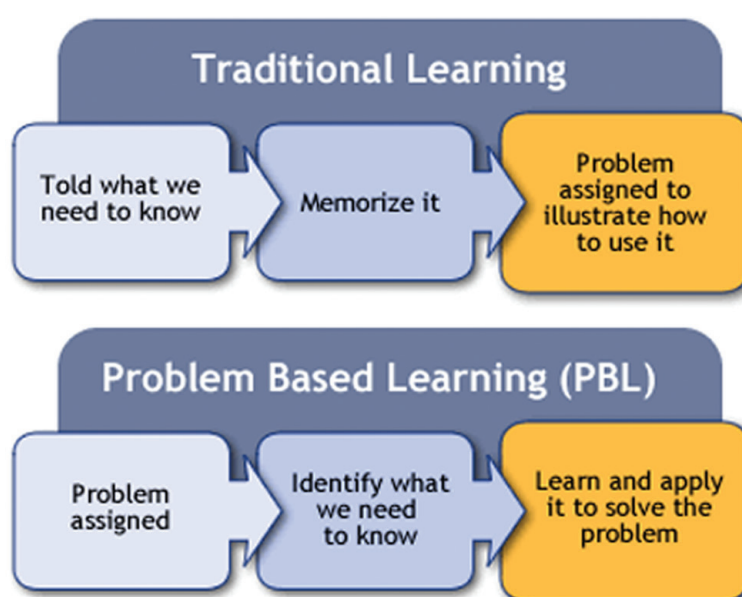 Traditional Learning
Told what we
need to know
Memorize it
Problem
assigned to
illustrate how
to use it
Problem Based Learning (PBL)
Problem
assigned
Identify what
we need
to know
Learn and apply
it to solve the
problem